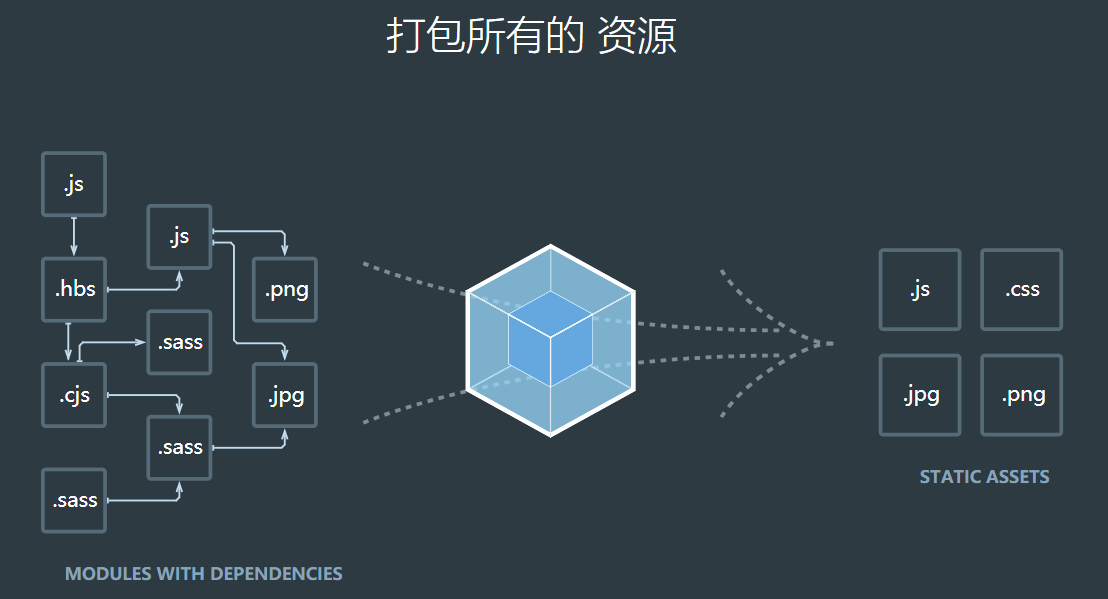 打包所有的 资源
.js
.js
.hbs
.png
.sass
.cjs
.jpg
.sass
.sass
MODULES WITH DEPENDENCIES
.js
.css
.jpg
.png
STATIC ASSETS